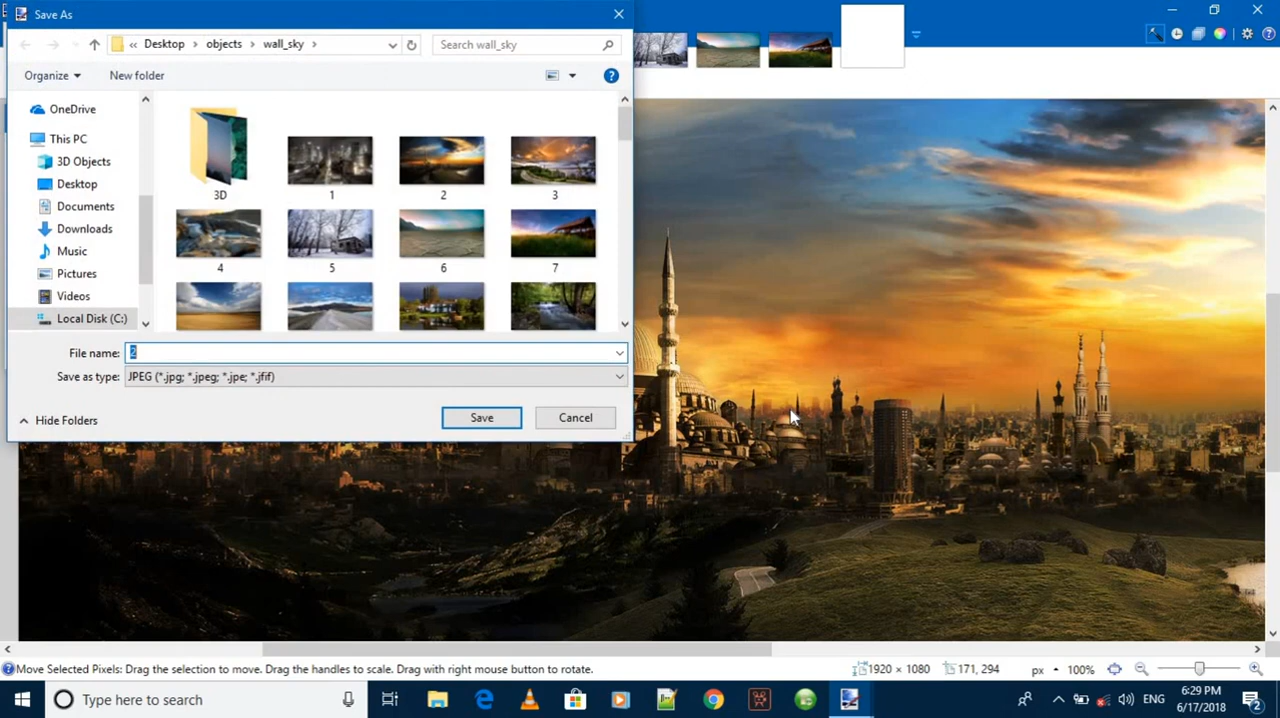 Save As
Desktop > objects > wall_sky >
Search wall_sky
Organize
New folder
OneDrive
This PC
3D Objects
Desktop
Documents
Downloads
Music
Pictures
Videos
Local Disk (C:)
3D
1
2
3
4
5
6
7
File name:
2
Save as type:
JPEG (*.jpg; *.jpeg; *.jpe; *.jfif)
Hide Folders
Save
Cancel
Move Selected Pixels: Drag the selection to move. Drag the handles to scale. Drag with right mouse button to rotate.
1920 × 1080
171, 294
px
100%
Type here to search
ENG
6:29 PM
6/17/2018
2